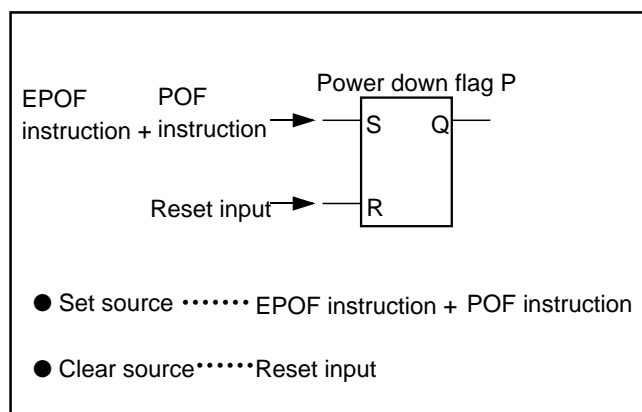 Power down flag P
EPOF instruction + POF instruction
S Q
Reset input
R
● Set source ······· EPOF instruction + POF instruction
● Clear source ······ Reset input